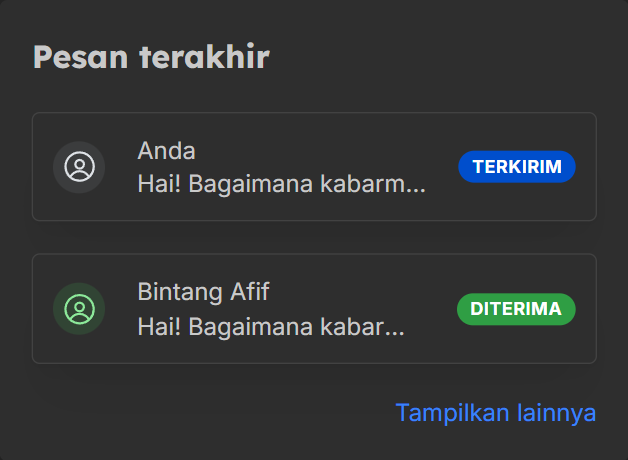 Pesan terakhir
Anda
Hai! Bagaimana kabarm...
TERKIRIM
Bintang Afif
Hai! Bagaimana kabar...
DITERIMA
Tampilkan lainnya